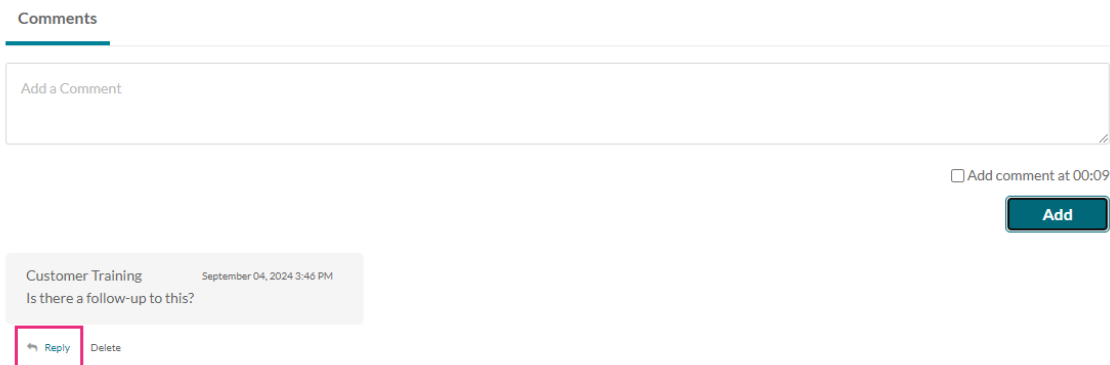 Comments
Add a Comment
Add comment at 00:09
Add
Customer Training September 04, 2024 3:46 PM
Is there a follow-up to this?
Reply Delete